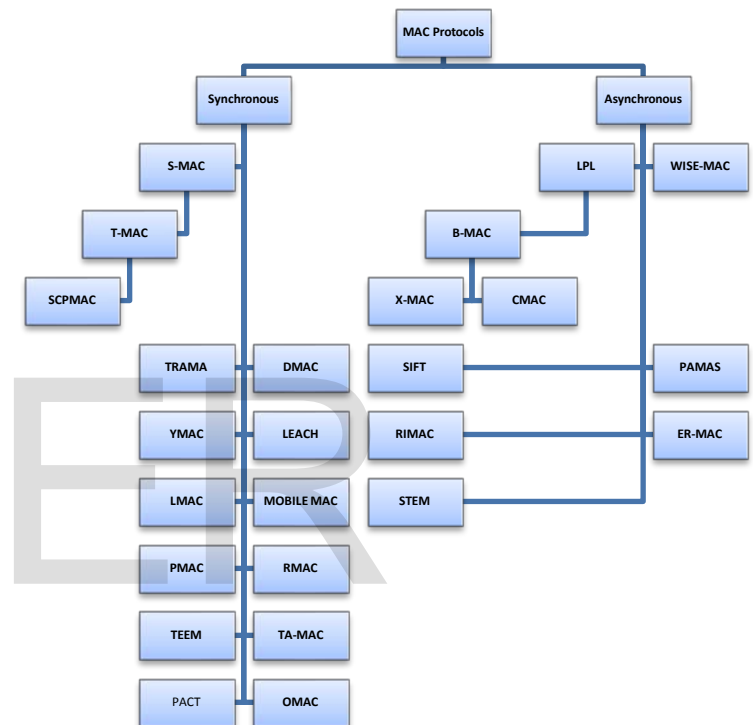 MAC Protocols
Synchronous
Asynchronous
S-MAC
LPL
WISE-MAC
T-MAC
B-MAC
SCPMAC
X-MAC
CMAC
TRAMA
DMAC
SIFT
PAMAS
YMAC
LEACH
RIMAC
ER-MAC
LMAC
MOBILE MAC
STEM
PMAC
RMAC
TEEM
TA-MAC
PACT
OMAC
ER